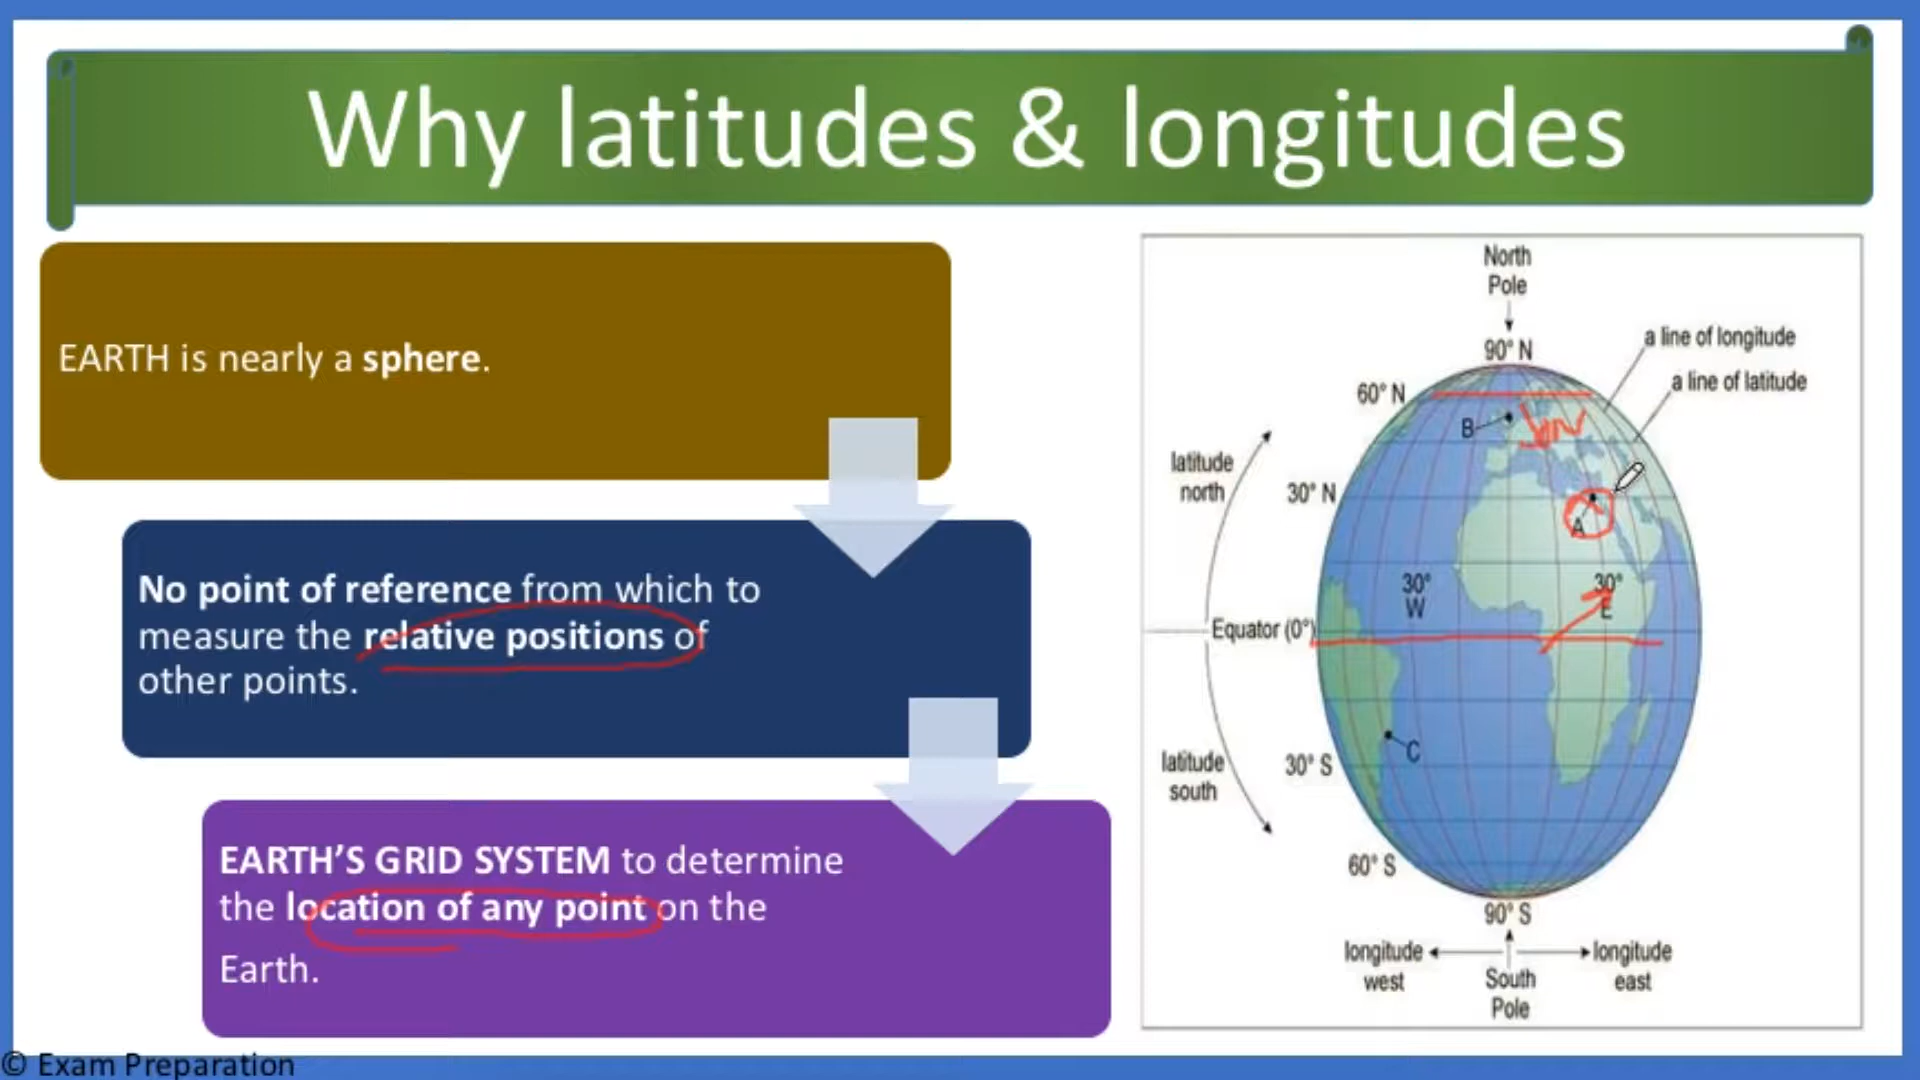 Why latitudes & longitudes
EARTH is nearly a sphere.
No point of reference from which to
measure the relative positions of
other points.
EARTH'S GRID SYSTEM to determine
the location of any point on the
Earth.
North
Pole
90° N
a line of longitude
a line of latitude
60° N
B
latitude
north
30° N
A
30°
W
30°
E
Equator (0°)
C
latitude
south
30° S
60° S
90° S
longitude
west
longitude
east
South
Pole
© Exam Preparation